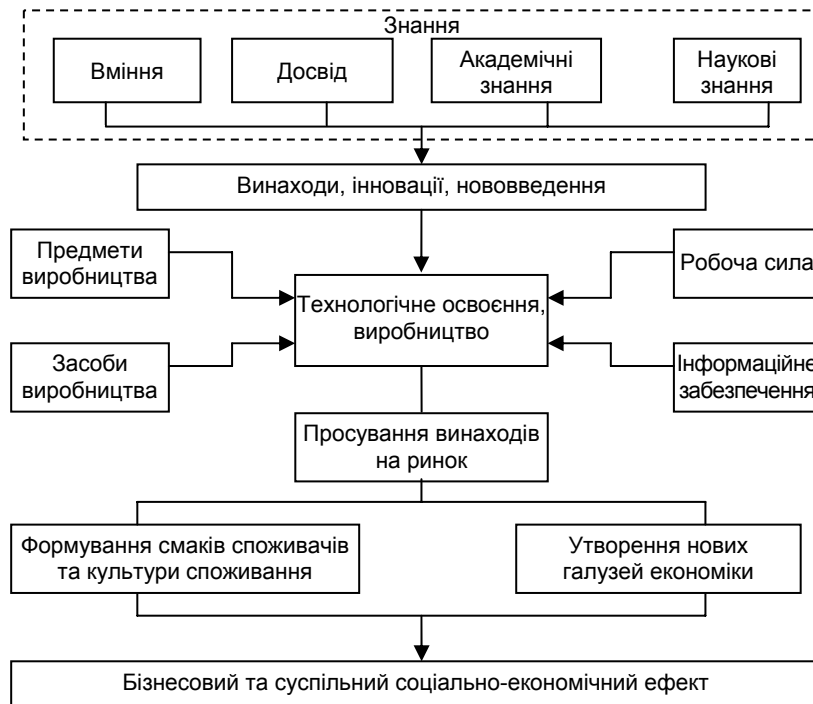 Знання
Вміння
Досвід
Академічні
знання
Наукові
знання
Винаходи, інновації, нововведення
Предмети
виробництва
Робоча сила
Технологічне освоєння,
виробництво
Засоби
виробництва
Інформаційне
забезпечення
Просування винаходів
на ринок
Формування смаків споживачів
та культури споживання
Утворення нових
галузей економіки
Бізнесовий та суспільний соціально-економічний ефект